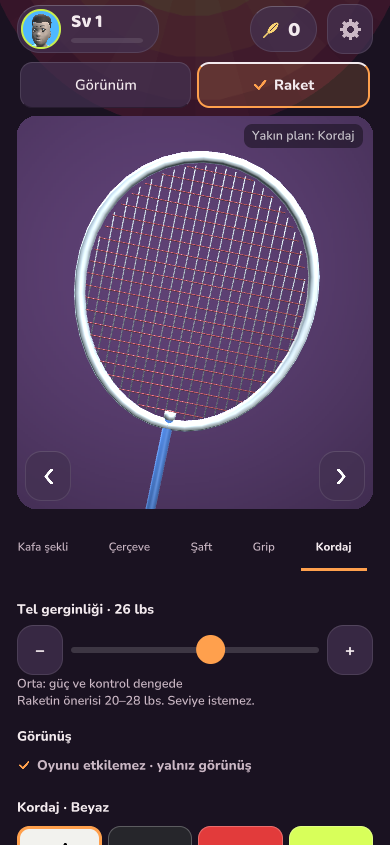 Sv 1
0
Görünüm
Raket
Yakın plan: Kordaj
Kafa şekli
Çerçeve
Şaft
Grip
Kordaj
Tel gerginliği · 26 lbs
Orta: güç ve kontrol dengede
Raketin önerisi 20–28 lbs. Seviye istemez.
Görünüş
Oyunu etkilemez · yalnız görünüş
Kordaj · Beyaz